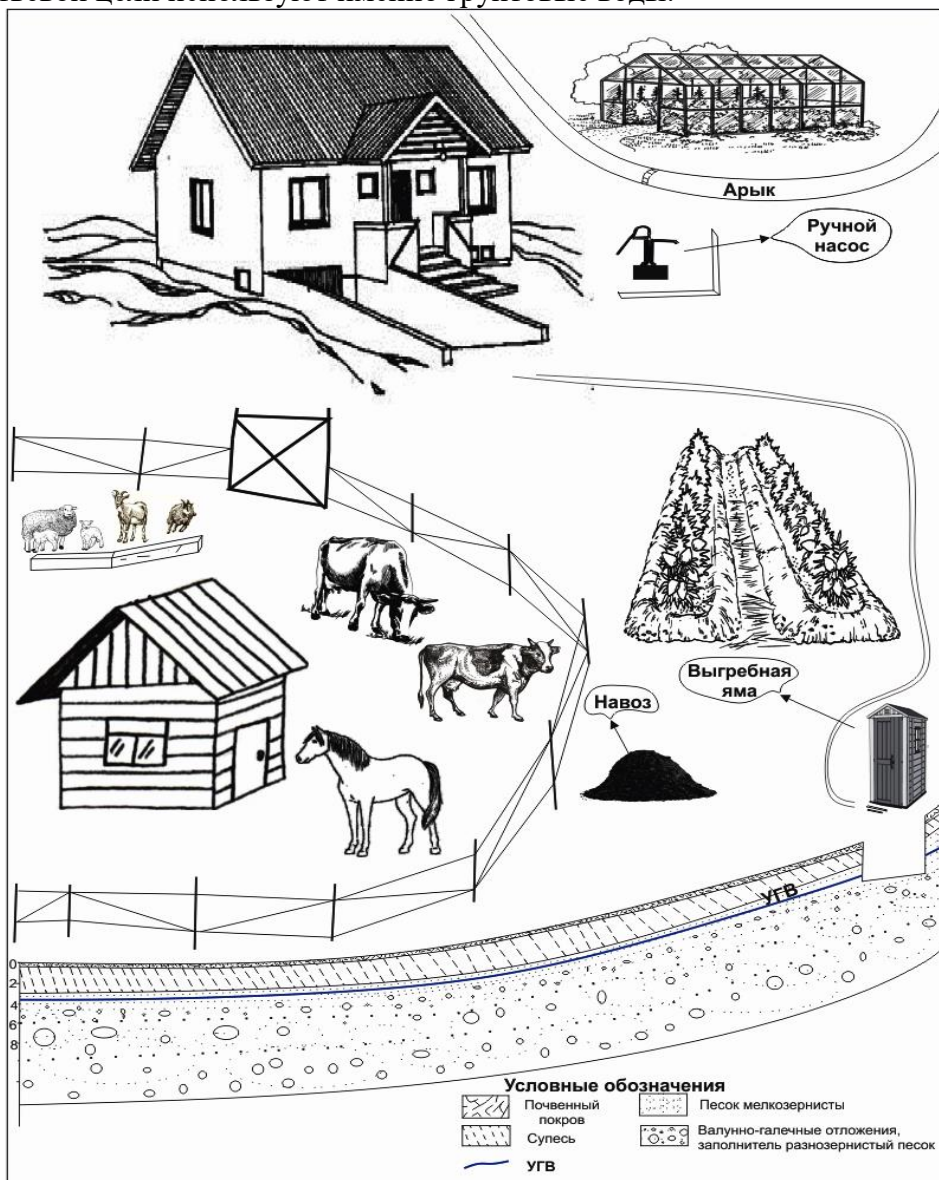 Арык
Ручной
насос
Выгребная
яма
Навоз
УГВ
0
2
4
6
8
Условные обозначения
Почвенный
покров
Песок мелкозернисты
Супесь
Валунно-галечные отложения,
заполнитель разнозернистый песок
УГВ